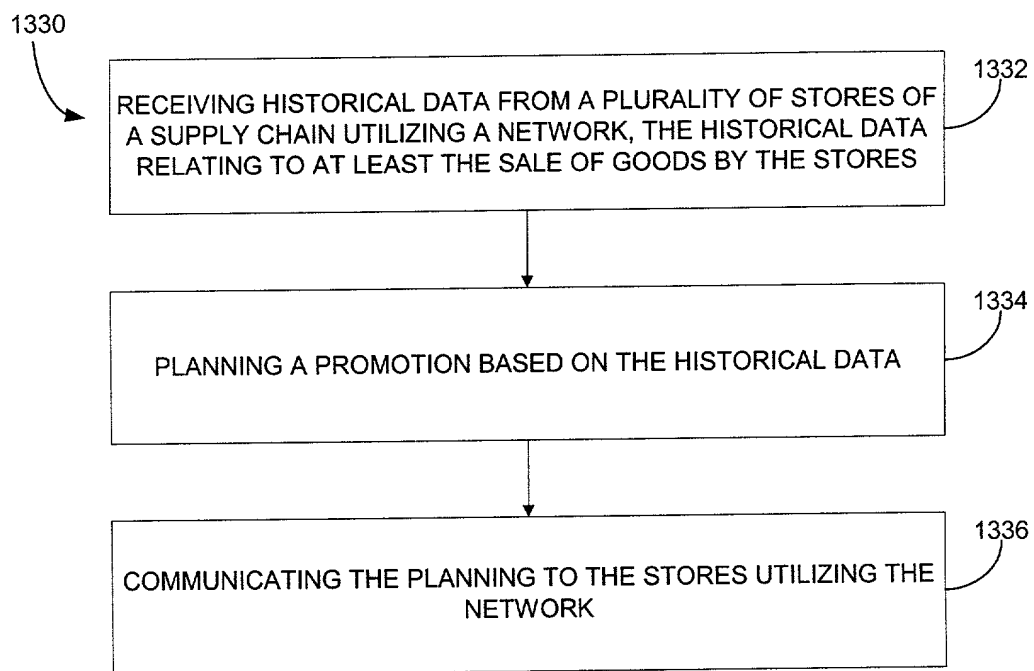 1330
1332
RECEIVING HISTORICAL DATA FROM A PLURALITY OF STORES OF
A SUPPLY CHAIN UTILIZING A NETWORK, THE HISTORICAL DATA
RELATING TO AT LEAST THE SALE OF GOODS BY THE STORES
1334
PLANNING A PROMOTION BASED ON THE HISTORICAL DATA
1336
COMMUNICATING THE PLANNING TO THE STORES UTILIZING THE
NETWORK